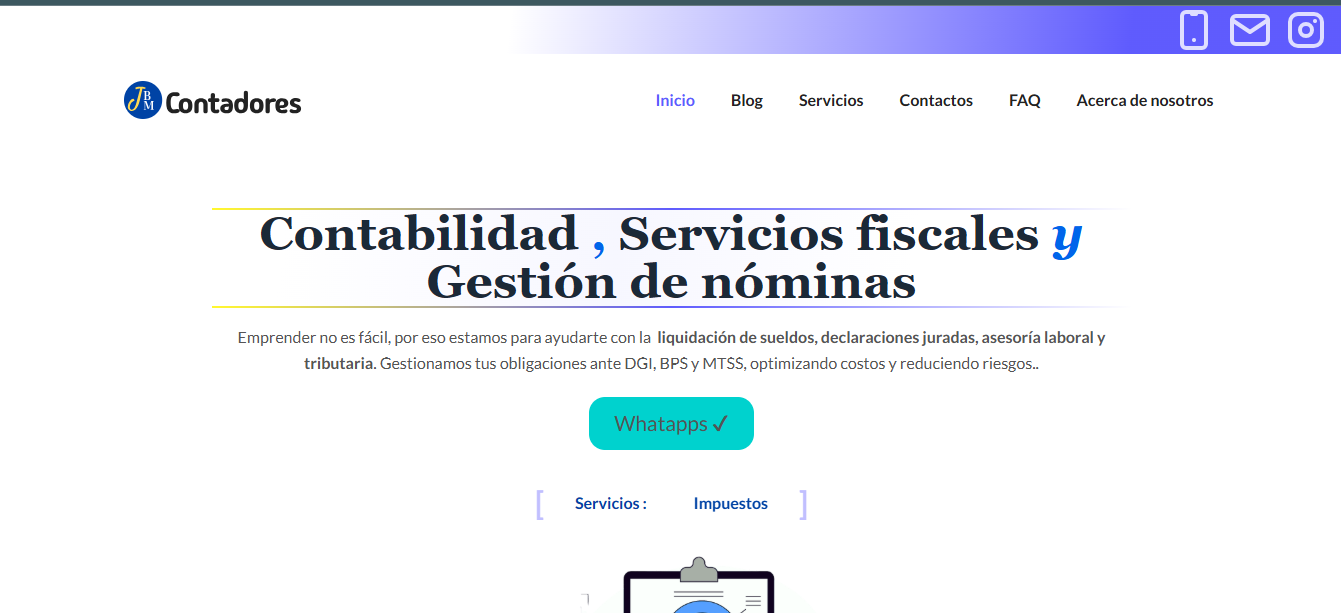 JBM Contadores
Inicio Blog Servicios Contactos FAQ Acerca de nosotros
Contabilidad , Servicios fiscales y
Gestión de nóminas
Emprender no es fácil, por eso estamos para ayudarte con la liquidación de sueldos, declaraciones juradas, asesoría laboral y
tributaria. Gestionamos tus obligaciones ante DGI, BPS y MTSS, optimizando costos y reduciendo riesgos..
Whatapps ✓
[ Servicios : Impuestos ]